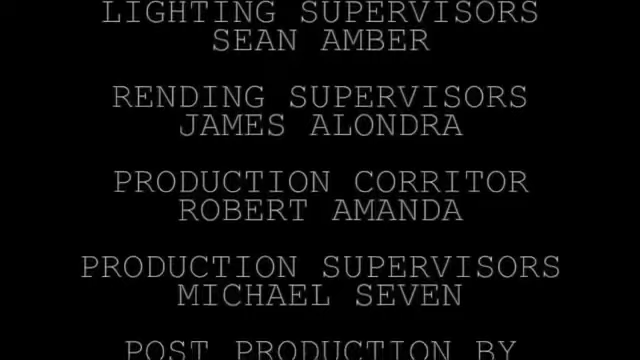 LIGHTING SUPERVISORS
SEAN AMBER
RENDING SUPERVISORS
JAMES ALONDRA
PRODUCTION CORRITOR
ROBERT AMANDA
PRODUCTION SUPERVISORS
MICHAEL SEVEN
POST PRODUCTION BY